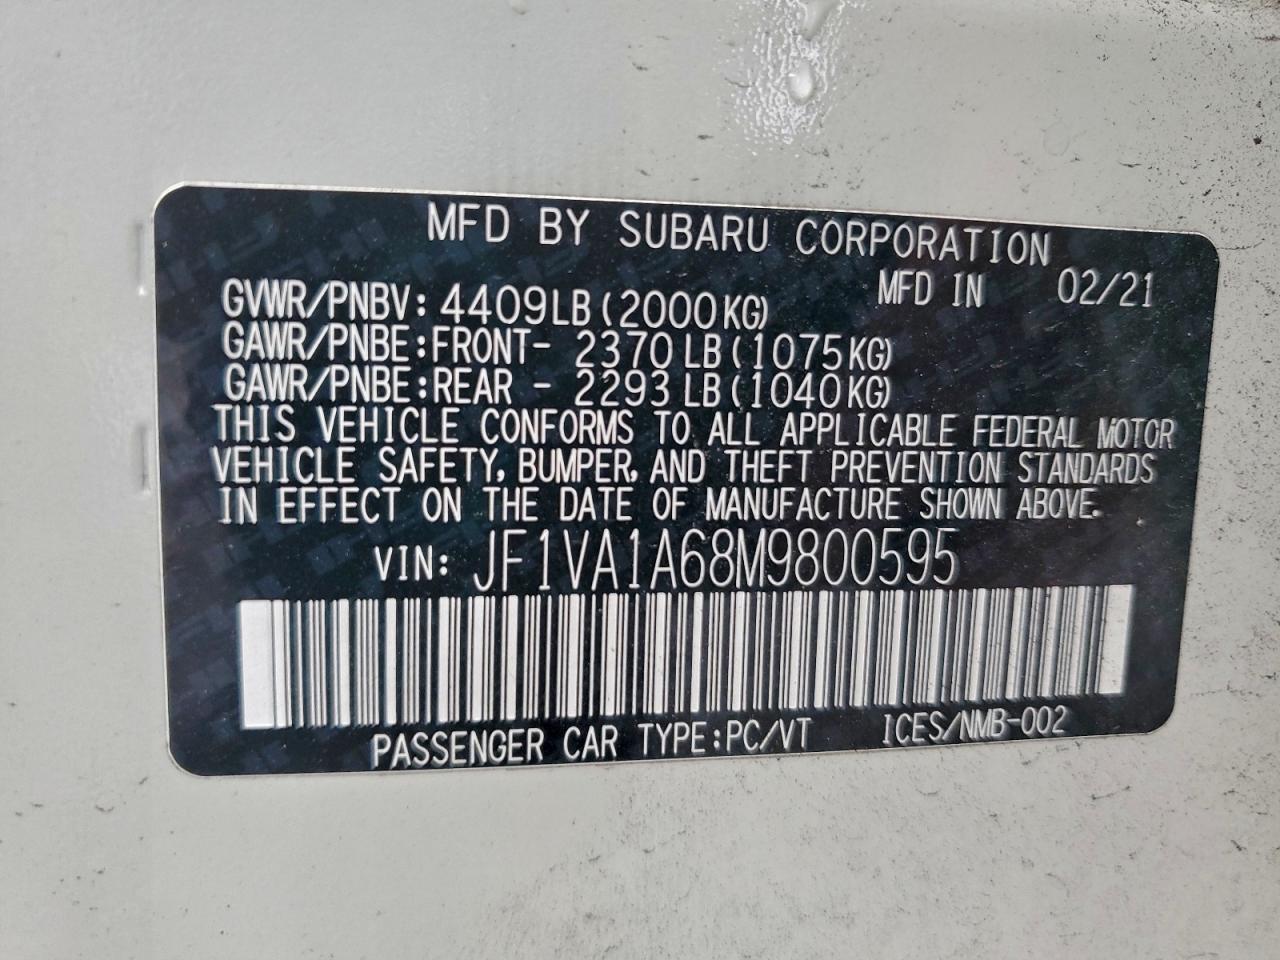 MFD BY SUBARU CORPORATION
MFD IN 02/21
GVWR/PNBV: 4409LB (2000KG)
GAWR/PNBE:FRONT- 2370 LB (1075KG)
GAWR/PNBE:REAR - 2293 LB (1040KG)
THIS VEHICLE CONFORMS TO ALL APPLICABLE FEDERAL MOTOR
VEHICLE SAFETY, BUMPER, AND THEFT PREVENTION STANDARDS
IN EFFECT ON THE DATE OF MANUFACTURE SHOWN ABOVE.
VIN: JF1VA1A68M9800595
PASSENGER CAR TYPE:PC/VT ICES/NMB-002